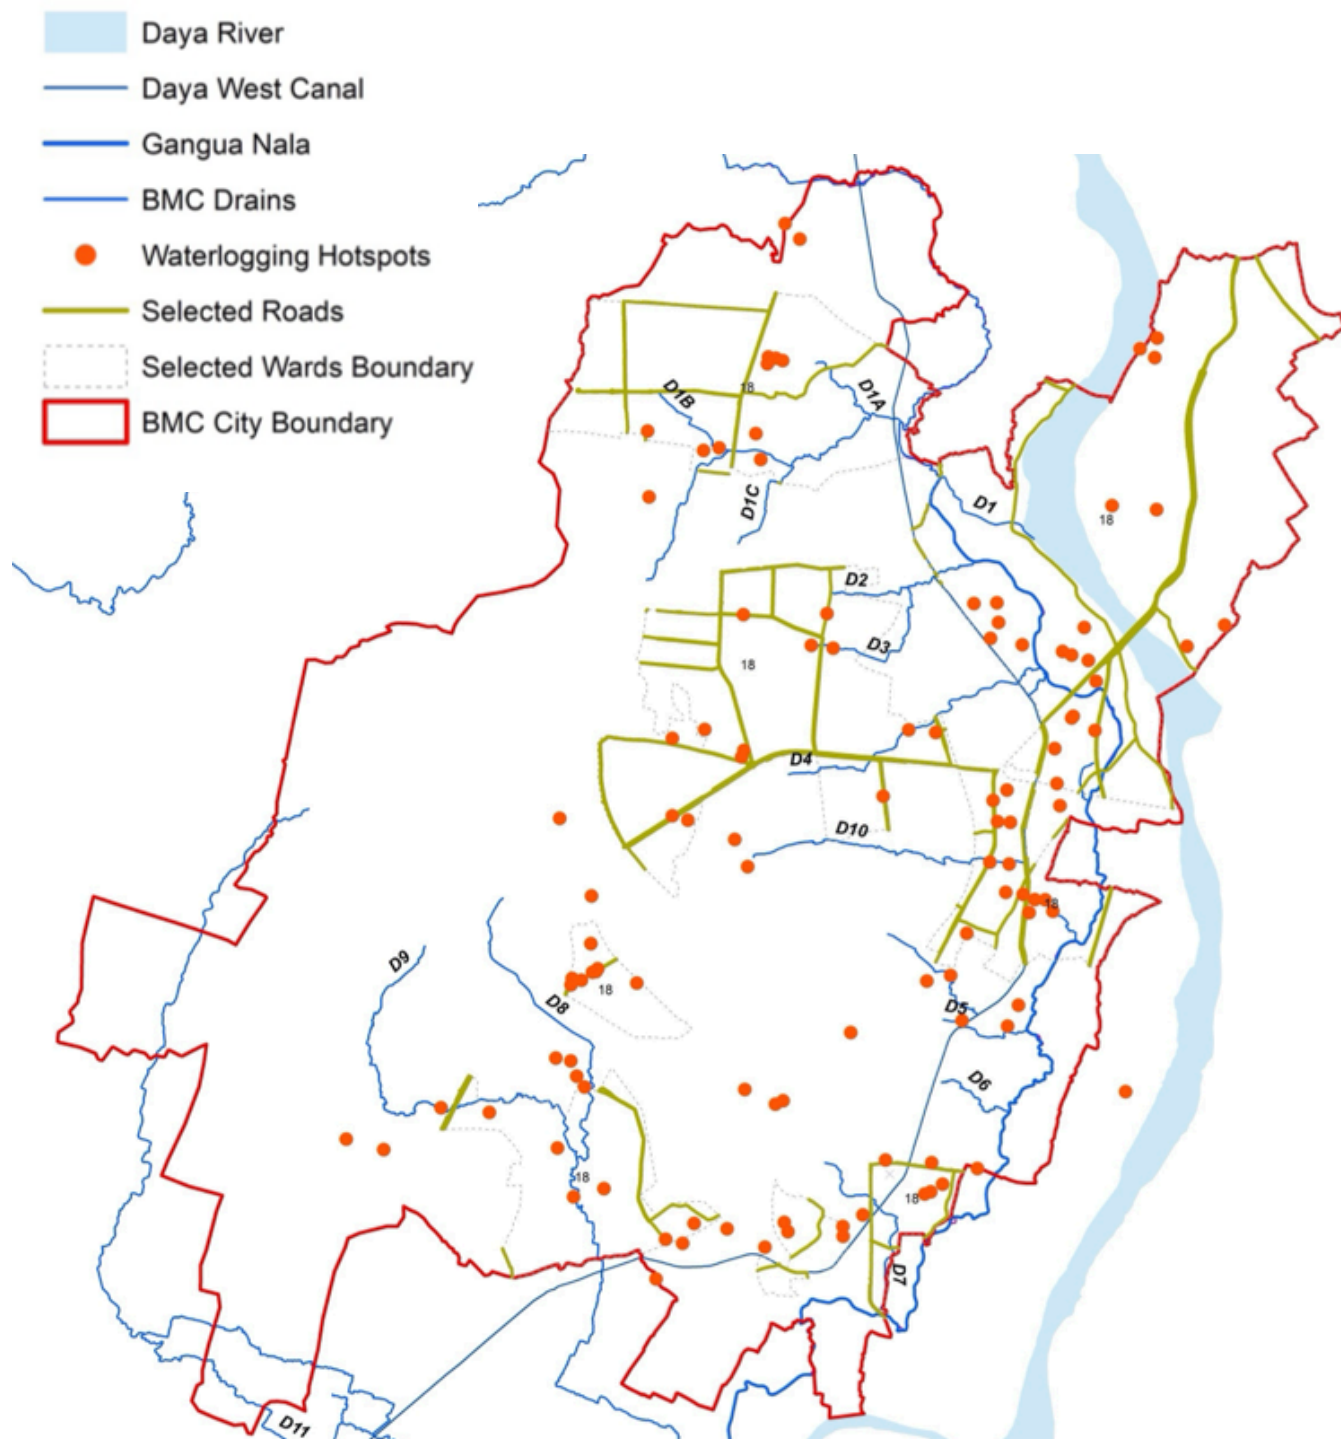 Daya River
Daya West Canal
Gangua Nala
BMC Drains
Waterlogging Hotspots
Selected Roads
Selected Wards Boundary
BMC City Boundary
18
D1B
D1A
D1C
D1
18
D2
D3
18
D4
D10
18
D9
D8
18
D5
D6
18
18
D7
D11